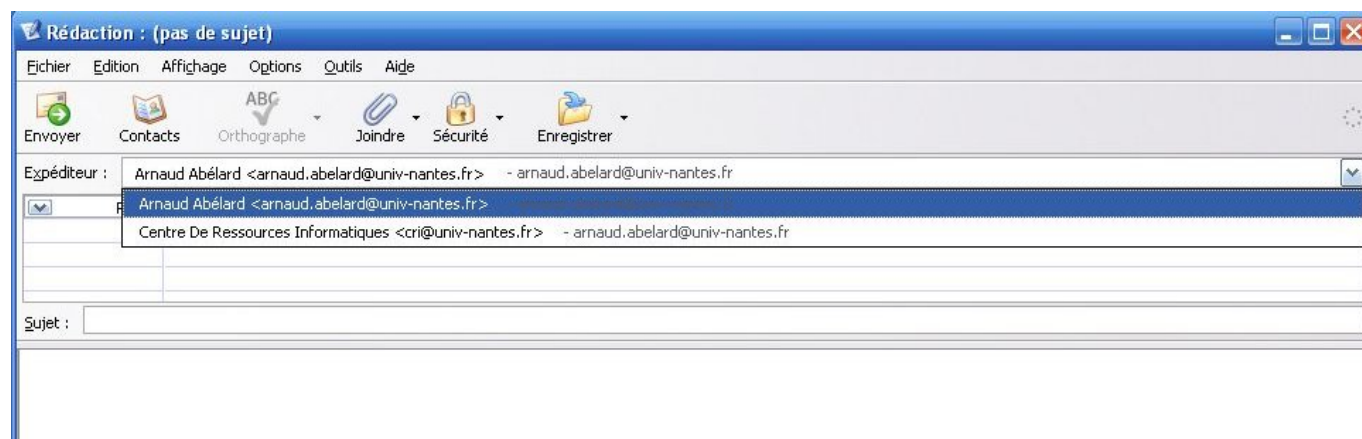 Rédaction : (pas de sujet)
Fichier Edition Affichage Options Outils Aide
ABC
Envoyer Contacts Orthographe Joindre Sécurité Enregistrer
Expéditeur : Arnaud Abélard <arnaud.abelard@univ-nantes.fr> - arnaud.abelard@univ-nantes.fr
Arnaud Abélard <arnaud.abelard@univ-nantes.fr>
Centre De Ressources Informatiques <cri@univ-nantes.fr> - arnaud.abelard@univ-nantes.fr
Sujet :